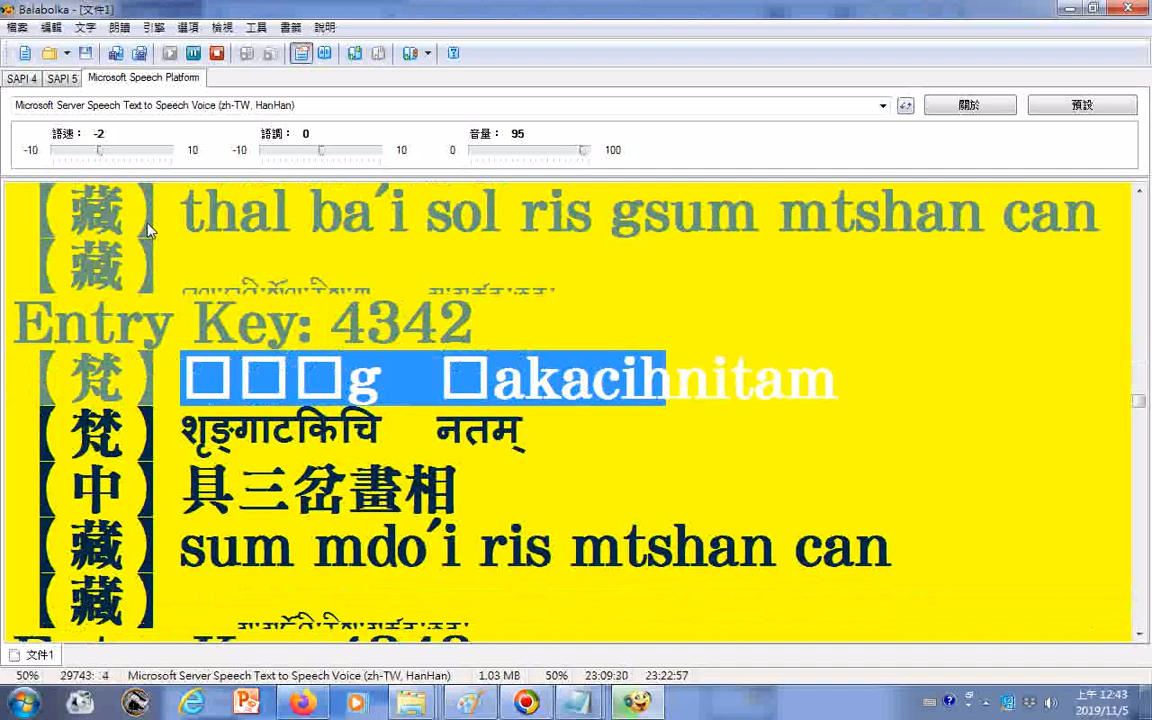 Balabolka - [文件1]
檔案 編輯 文字 朗讀 引擎 選項 檢視 工具 書籤 說明
SAPI 4 SAPI 5 Microsoft Speech Platform
Microsoft Server Speech Text to Speech Voice (zh-TW, HanHan) 關於 預設
語速： -2 語調： 0 音量： 95
-10 10 -10 10 0 100
【藏】 thal ba´i sol ris gsum mtshan can
【藏】
Entry Key: 4342
【梵】 □□□g □akacihnitam
【梵】 शृङ्गाटकिचि नतम्
【中】 具三岔畫相
【藏】 sum mdo´i ris mtshan can
【藏】
文件1
50% 29743: 4 Microsoft Server Speech Text to Speech Voice (zh-TW, HanHan) 1.03 MB 50% 23:09:30 23:22:57
上午 12:43
2019/11/5